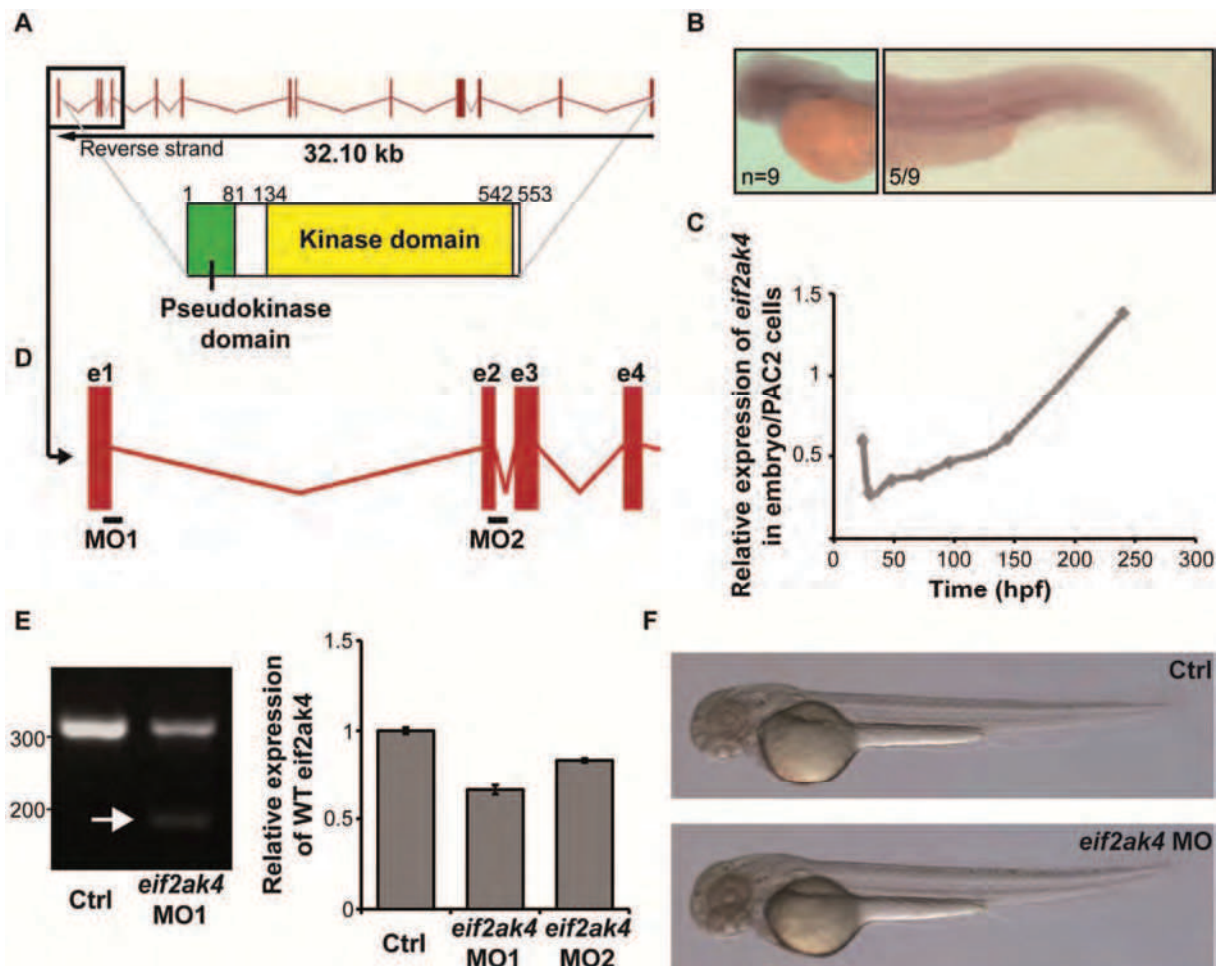 A
Reverse strand
32.10 kb
1 81 134 542 553
Kinase domain
Pseudokinase
domain
B
n=9
5/9
C
Relative expression of eif2ak4
in embryo/PAC2 cells
1.5
1
0.5
0 50 100 150 200 250 300
Time (hpf)
D
e1 e2 e3 e4
MO1 MO2
E
300
200
Ctrl eif2ak4
MO1
Relative expression
of WT eif2ak4
1.5
1
0.5
0
Ctrl eif2ak4 eif2ak4
MO1 MO2
F
Ctrl
eif2ak4 MO